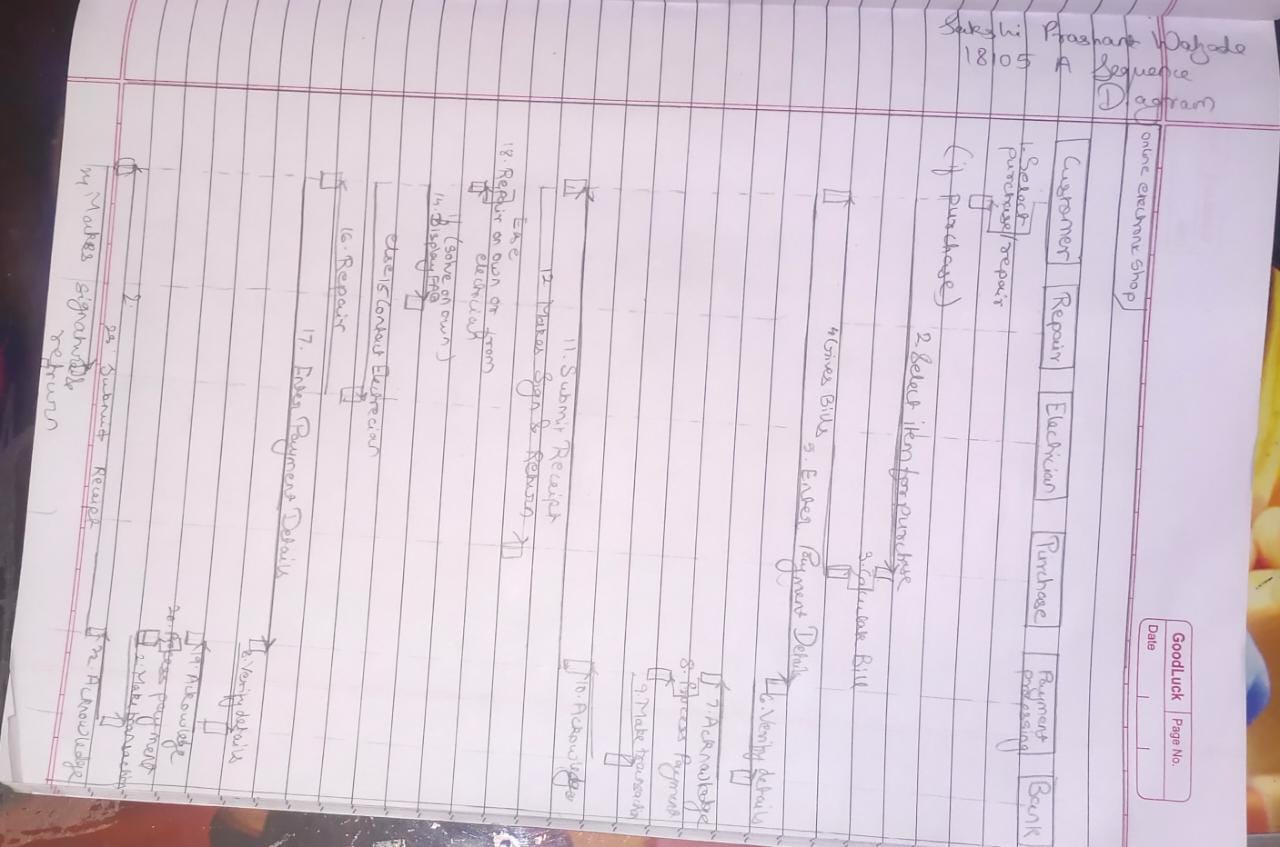 Sakshi Prashant Wagade
18105 A Sequence
Diagram
GoodLuck
Page No.
Date
online electronic shop
Customer Repair Electrician Purchase Payment processing Bank
1. Select
purchase/repair
(if purchase)
2. Select item for purchase
3. Calculate Bill
4. Gives Bills
5. Enter Payment Details
6. Verify details
7. Acknowledge
8. Process Payment
9. Make transaction
10. Acknowledge
11. Submit Receipt
12 Makes Sign & Return
Else
18. Repair on own or from
electrician
if (solve on own)
14. Display FAQ
else 15 Contact Electrician
16. Repair
17. Enter Payment Details
Verify details
19 Acknowledge
20. Process payment
Make transaction
22. Acknowledge
23. Submit Receipt
24 Makes signature &
return